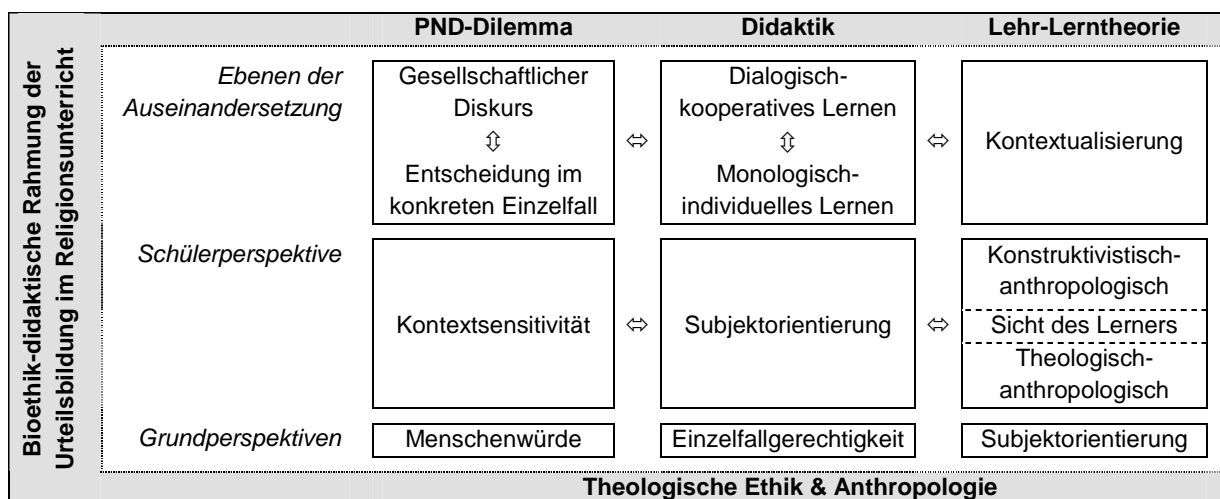 Bioethik-didaktische Rahmung der
Urteilsbildung im Religionsunterricht
PND-Dilemma
Didaktik
Lehr-Lerntheorie
Ebenen der
Auseinandersetzung
Gesellschaftlicher
Diskurs
⇕
Entscheidung im
konkreten Einzelfall
⇔
Dialogisch-
kooperatives Lernen
⇕
Monologisch-
individuelles Lernen
⇔
Kontextualisierung
Schülerperspektive
Kontextsensitivität
⇔
Subjektorientierung
⇔
Konstruktivistisch-
anthropologisch
Sicht des Lerners
Theologisch-
anthropologisch
Grundperspektiven
Menschenwürde
Einzelfallgerechtigkeit
Subjektorientierung
Theologische Ethik & Anthropologie